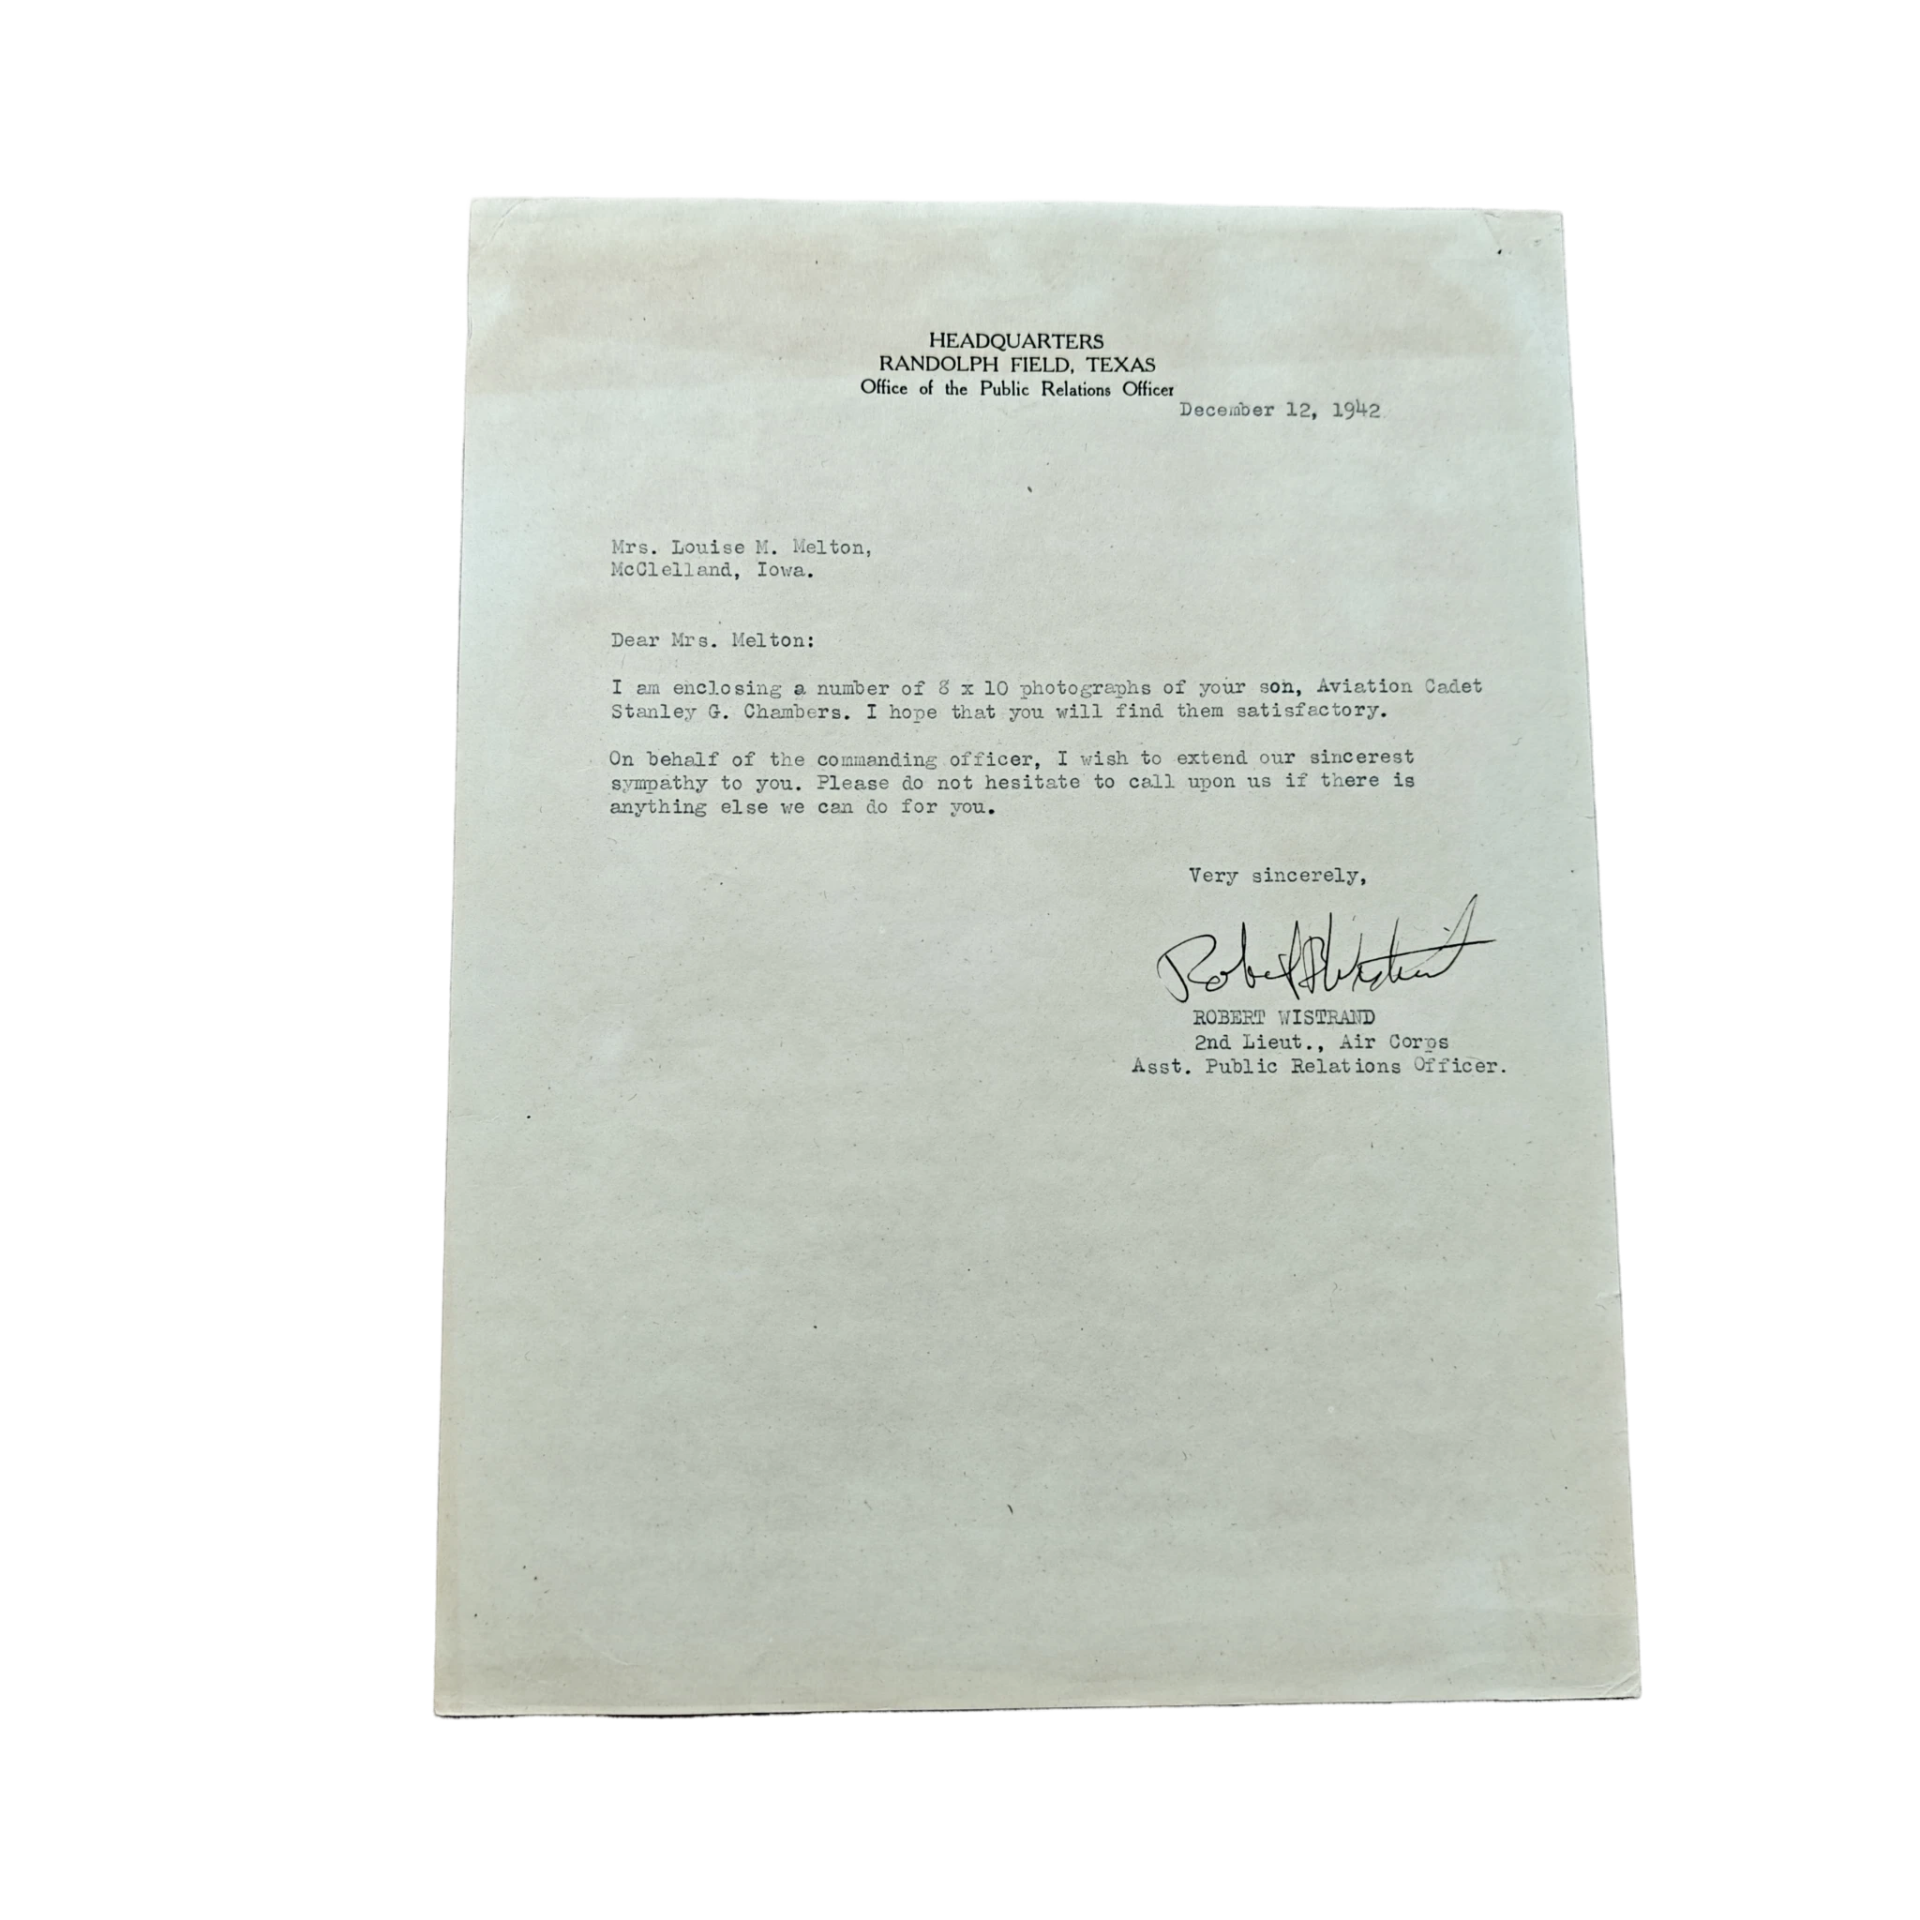 HEADQUARTERS
RANDOLPH FIELD, TEXAS
Office of the Public Relations Officer
December 12, 1942
Mrs. Louise M. Melton,
McClelland, Iowa.
Dear Mrs. Melton:
I am enclosing a number of 8 x 10 photographs of your son, Aviation Cadet
Stanley G. Chambers. I hope that you will find them satisfactory.
On behalf of the commanding officer, I wish to extend our sincerest
sympathy to you. Please do not hesitate to call upon us if there is
anything else we can do for you.
Very sincerely,
Robert Wistrand
ROBERT WISTRAND
2nd Lieut., Air Corps
Asst. Public Relations Officer.